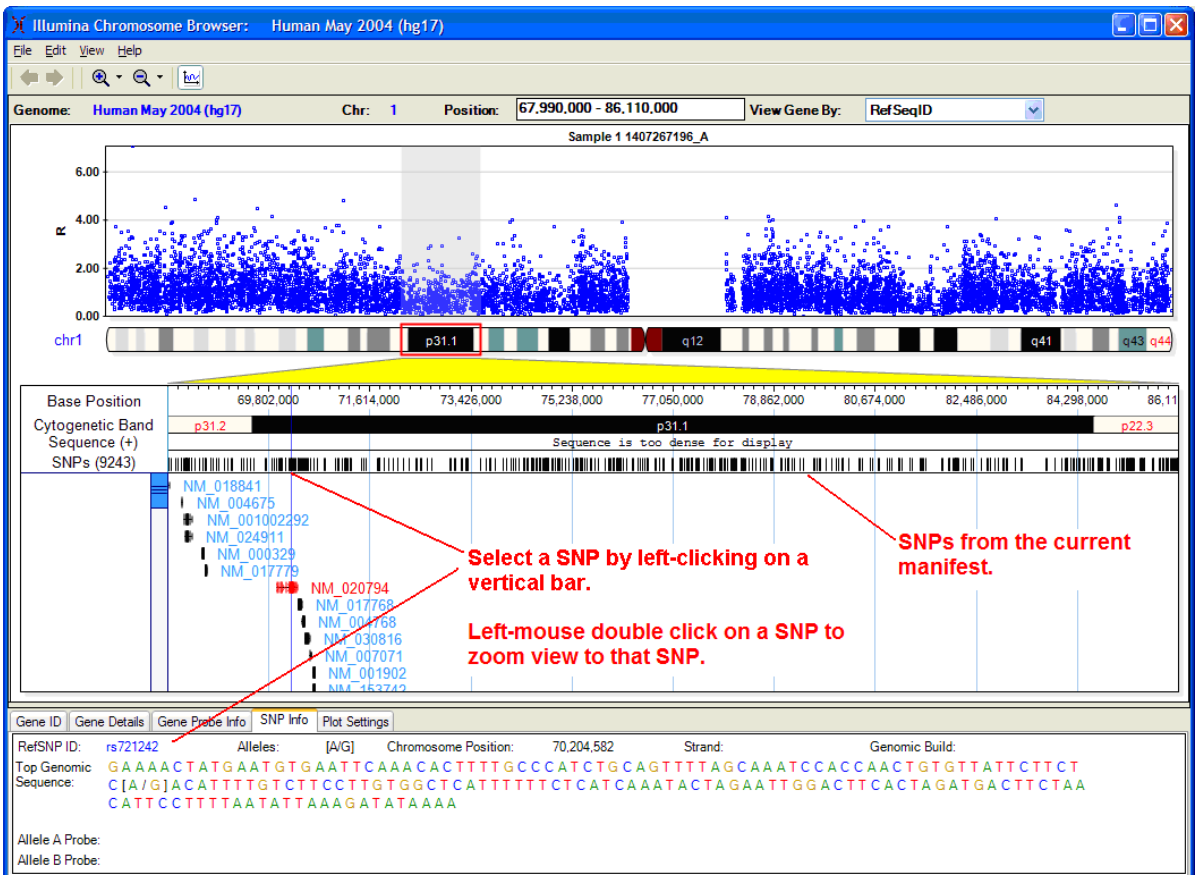 Illumina Chromosome Browser: Human May 2004 (hg17)
File Edit View Help
Genome: Human May 2004 (hg17) Chr: 1 Position: 67,990,000 - 86,110,000 View Gene By: RefSeqID
Sample 1 1407267196_A
6.00
4.00
R
2.00
0.00
chr1 p31.1 q12 q41 q43 q44
Base Position 69,802,000 71,614,000 73,426,000 75,238,000 77,050,000 78,862,000 80,674,000 82,486,000 84,298,000 86,11
Cytogenetic Band p31.2 p31.1 p22.3
Sequence (+) Sequence is too dense for display
SNPs (9243)
NM_018841
NM_004675
NM_001002292
NM_024911
NM_000329
NM_017779
NM_020794
NM_017768
NM_004768
NM_030816
NM_007071
NM_001902
NM_153742
Select a SNP by left-clicking on a
vertical bar.
Left-mouse double click on a SNP to
zoom view to that SNP.
SNPs from the current
manifest.
Gene ID Gene Details Gene Probe Info SNP Info Plot Settings
RefSNP ID: rs721242 Alleles: [A/G] Chromosome Position: 70,204,582 Strand: Genomic Build:
Top Genomic GAAAACTATGAATGTGAATTCAAACACTTTTGCCCATCTGCAGTTTTAGCAAATCCACCAACTGTGTTATTCTTCT
Sequence: C[A/G]ACATTTTGTCTTCCTTGTGGCTCATTTTTTCTCATCAAATACTAGAATTGGACTTCACTAGATGACTTCTAA
CATTCCTTTTAATATTAAAGATATAAAA
Allele A Probe:
Allele B Probe: